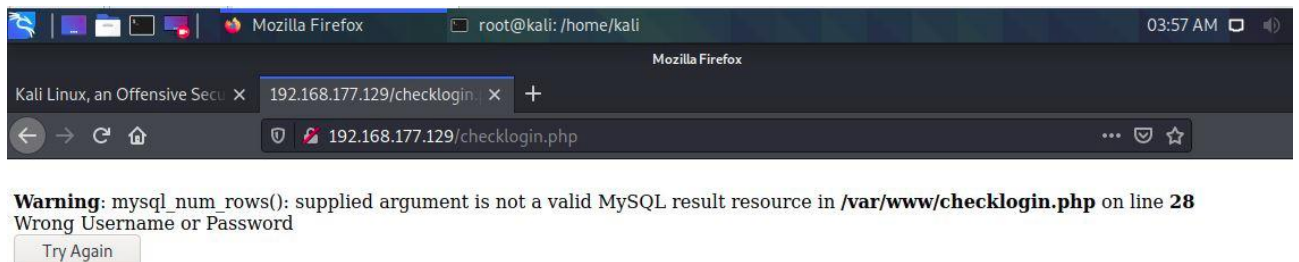 Mozilla Firefox
root@kali: /home/kali
03:57 AM
Mozilla Firefox
Kali Linux, an Offensive Secu
192.168.177.129/checklogin.
192.168.177.129/checklogin.php
Warning: mysql_num_rows(): supplied argument is not a valid MySQL result resource in /var/www/checklogin.php on line 28
Wrong Username or Password
Try Again